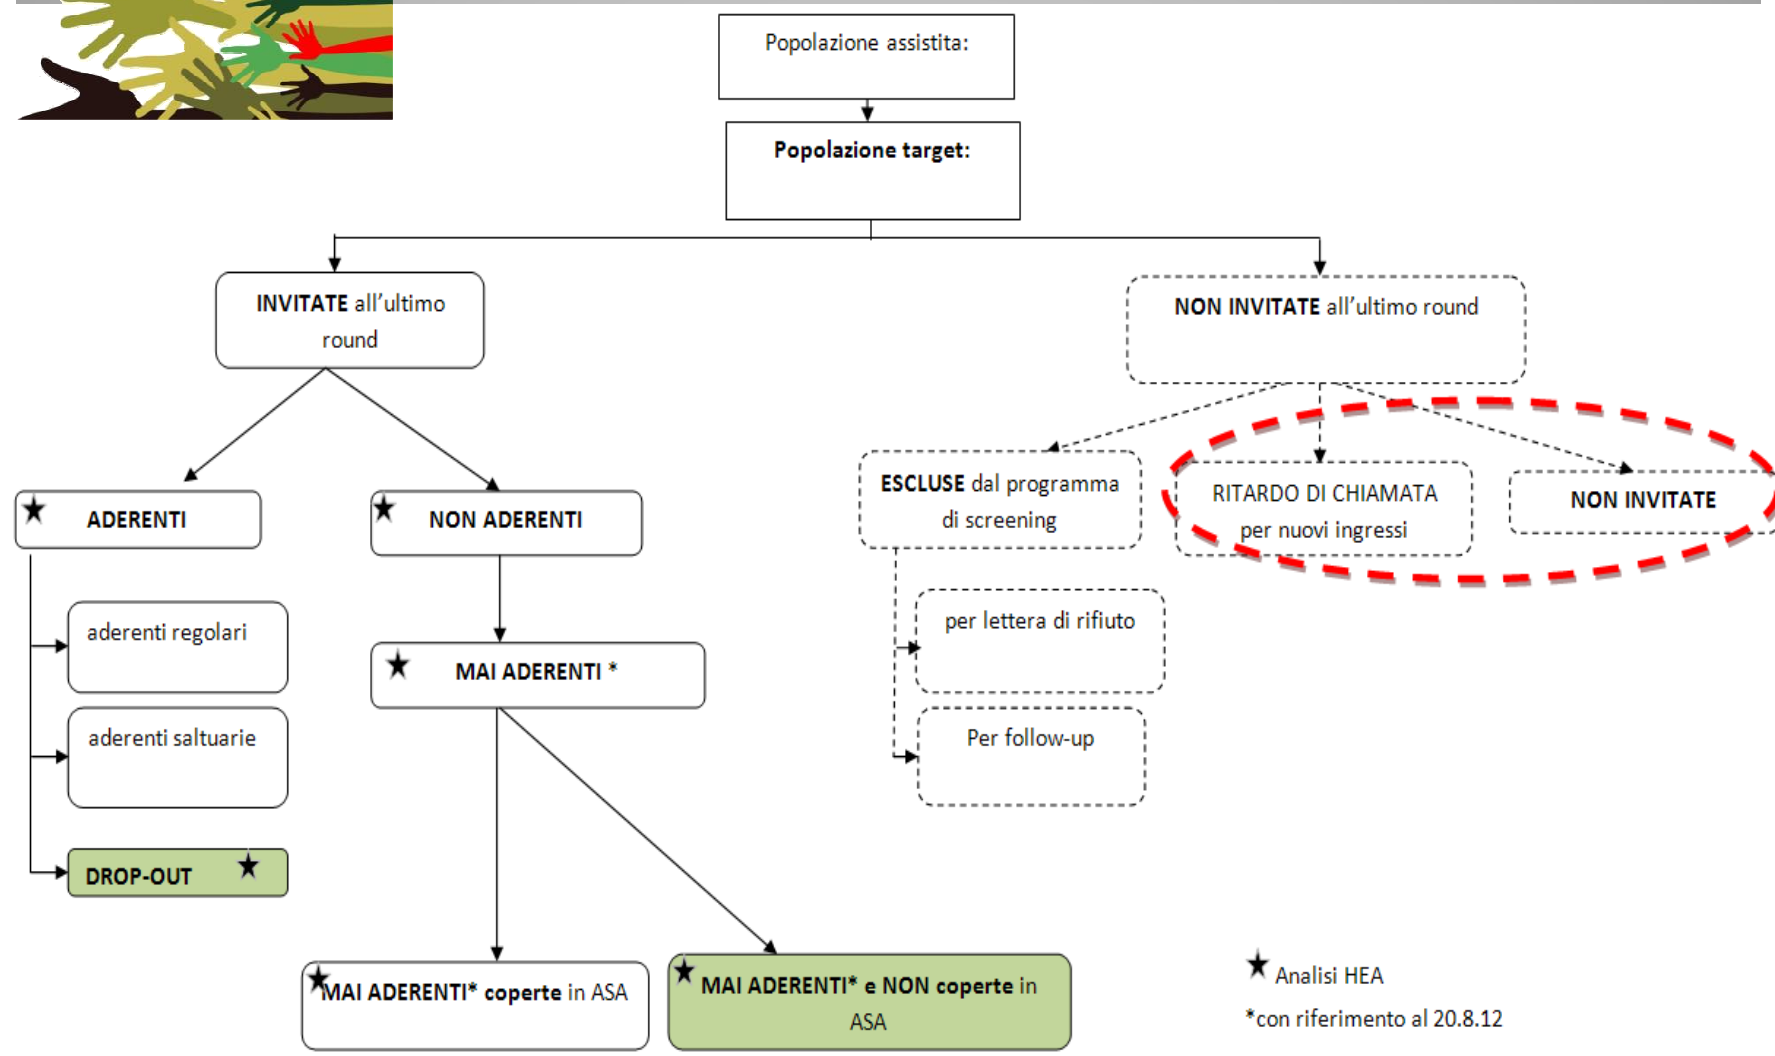 Popolazione assistita:
Popolazione target:
INVITATE all'ultimo
round
NON INVITATE all'ultimo round
ADERENTI
NON ADERENTI
ESCLUSE dal programma
di screening
RITARDO DI CHIAMATA
per nuovi ingressi
NON INVITATE
aderenti regolari
per lettera di rifiuto
MAI ADERENTI *
aderenti saltuarie
Per follow-up
DROP-OUT
MAI ADERENTI* coperte in ASA
MAI ADERENTI* e NON coperte in
ASA
Analisi HEA
*con riferimento al 20.8.12